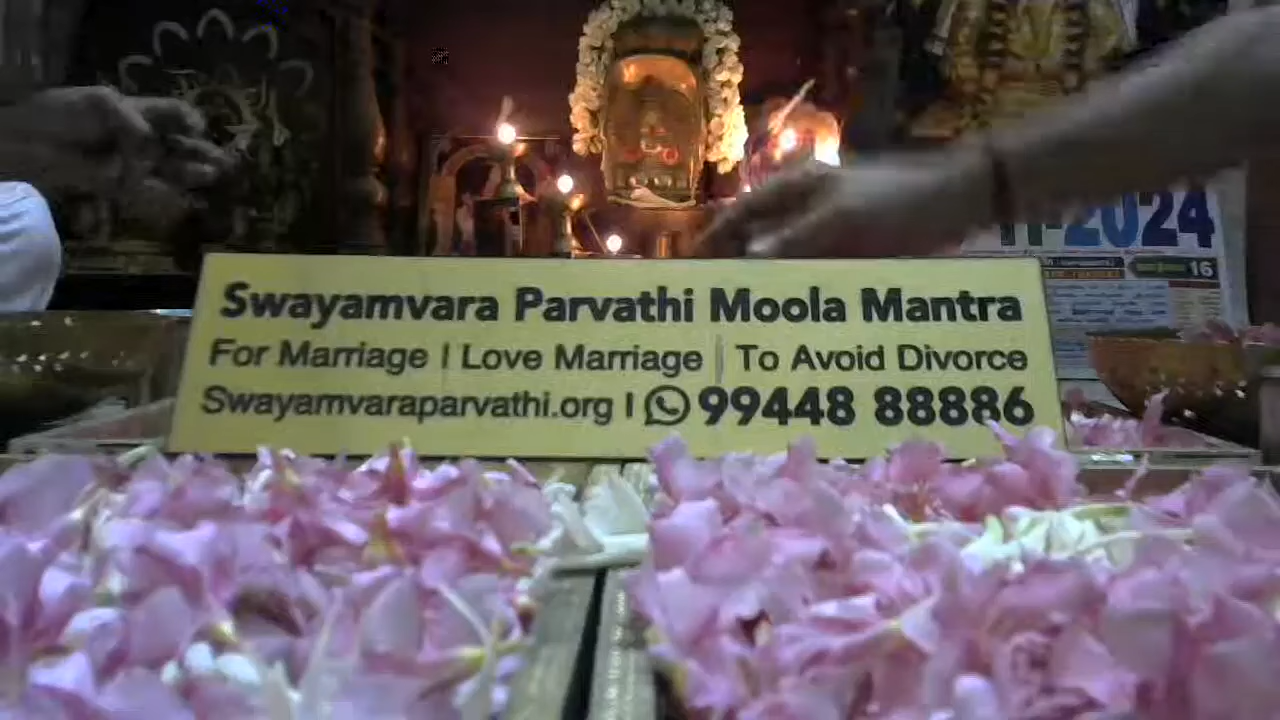 2024
16
Swayamvara Parvathi Moola Mantra
For Marriage | Love Marriage | To Avoid Divorce
Swayamvaraparvathi.org | 99448 88886